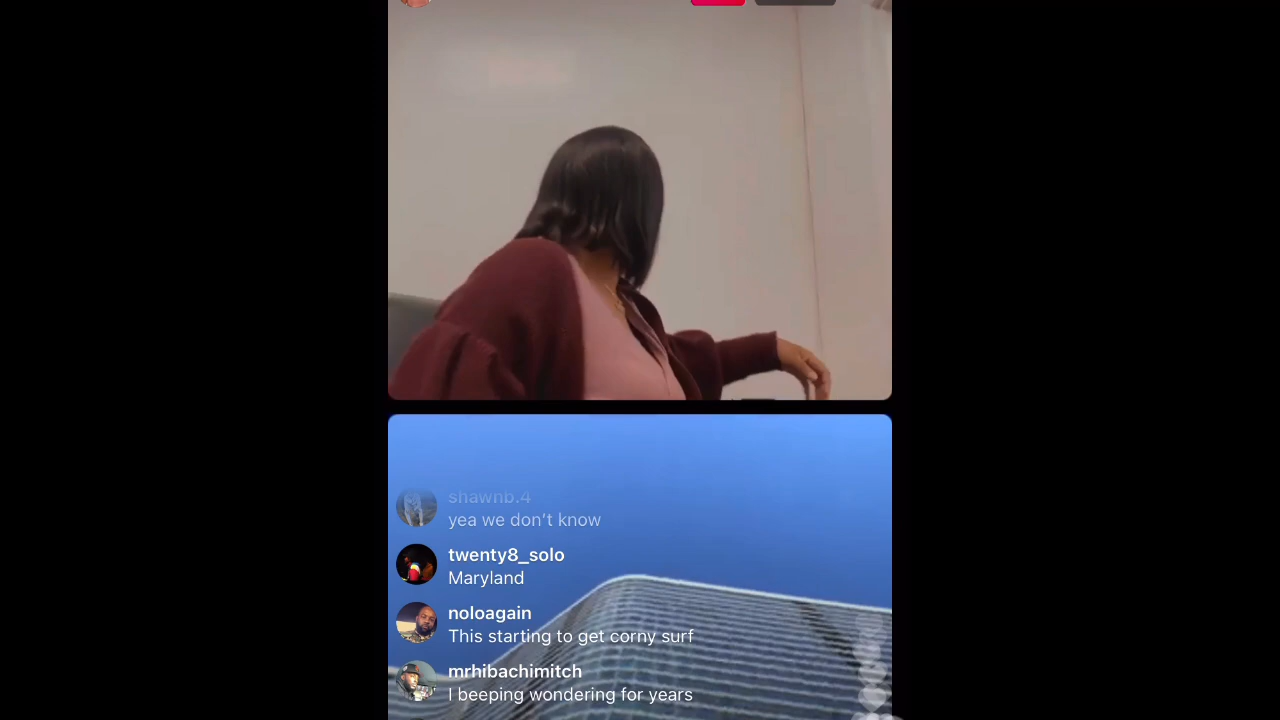 shawnb.4
yea we don't know
twenty8_solo
Maryland
noloagain
This starting to get corny surf
mrhibachimitch
I beeping wondering for years